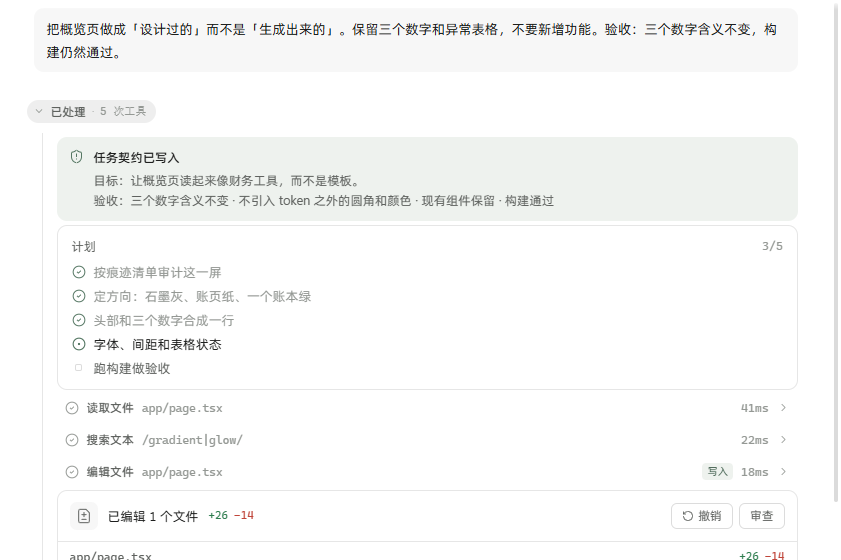 把概览页做成「设计过的」而不是「生成出来的」。保留三个数字和异常表格，不要新增功能。验收：三个数字含义不变，构
建仍然通过。
已处理 · 5 次工具
任务契约已写入
目标：让概览页读起来像财务工具，而不是模板。
验收：三个数字含义不变 · 不引入 token 之外的圆角和颜色 · 现有组件保留 · 构建通过
计划 3/5
按痕迹清单审计这一屏
定方向：石墨灰、账页纸、一个账本绿
头部和三个数字合成一行
字体、间距和表格状态
跑构建做验收
读取文件 app/page.tsx 41ms
搜索文本 /gradient|glow/ 22ms
编辑文件 app/page.tsx 写入 18ms
已编辑 1 个文件 +26 −14 撤销 审查
app/page.tsx +26 −14